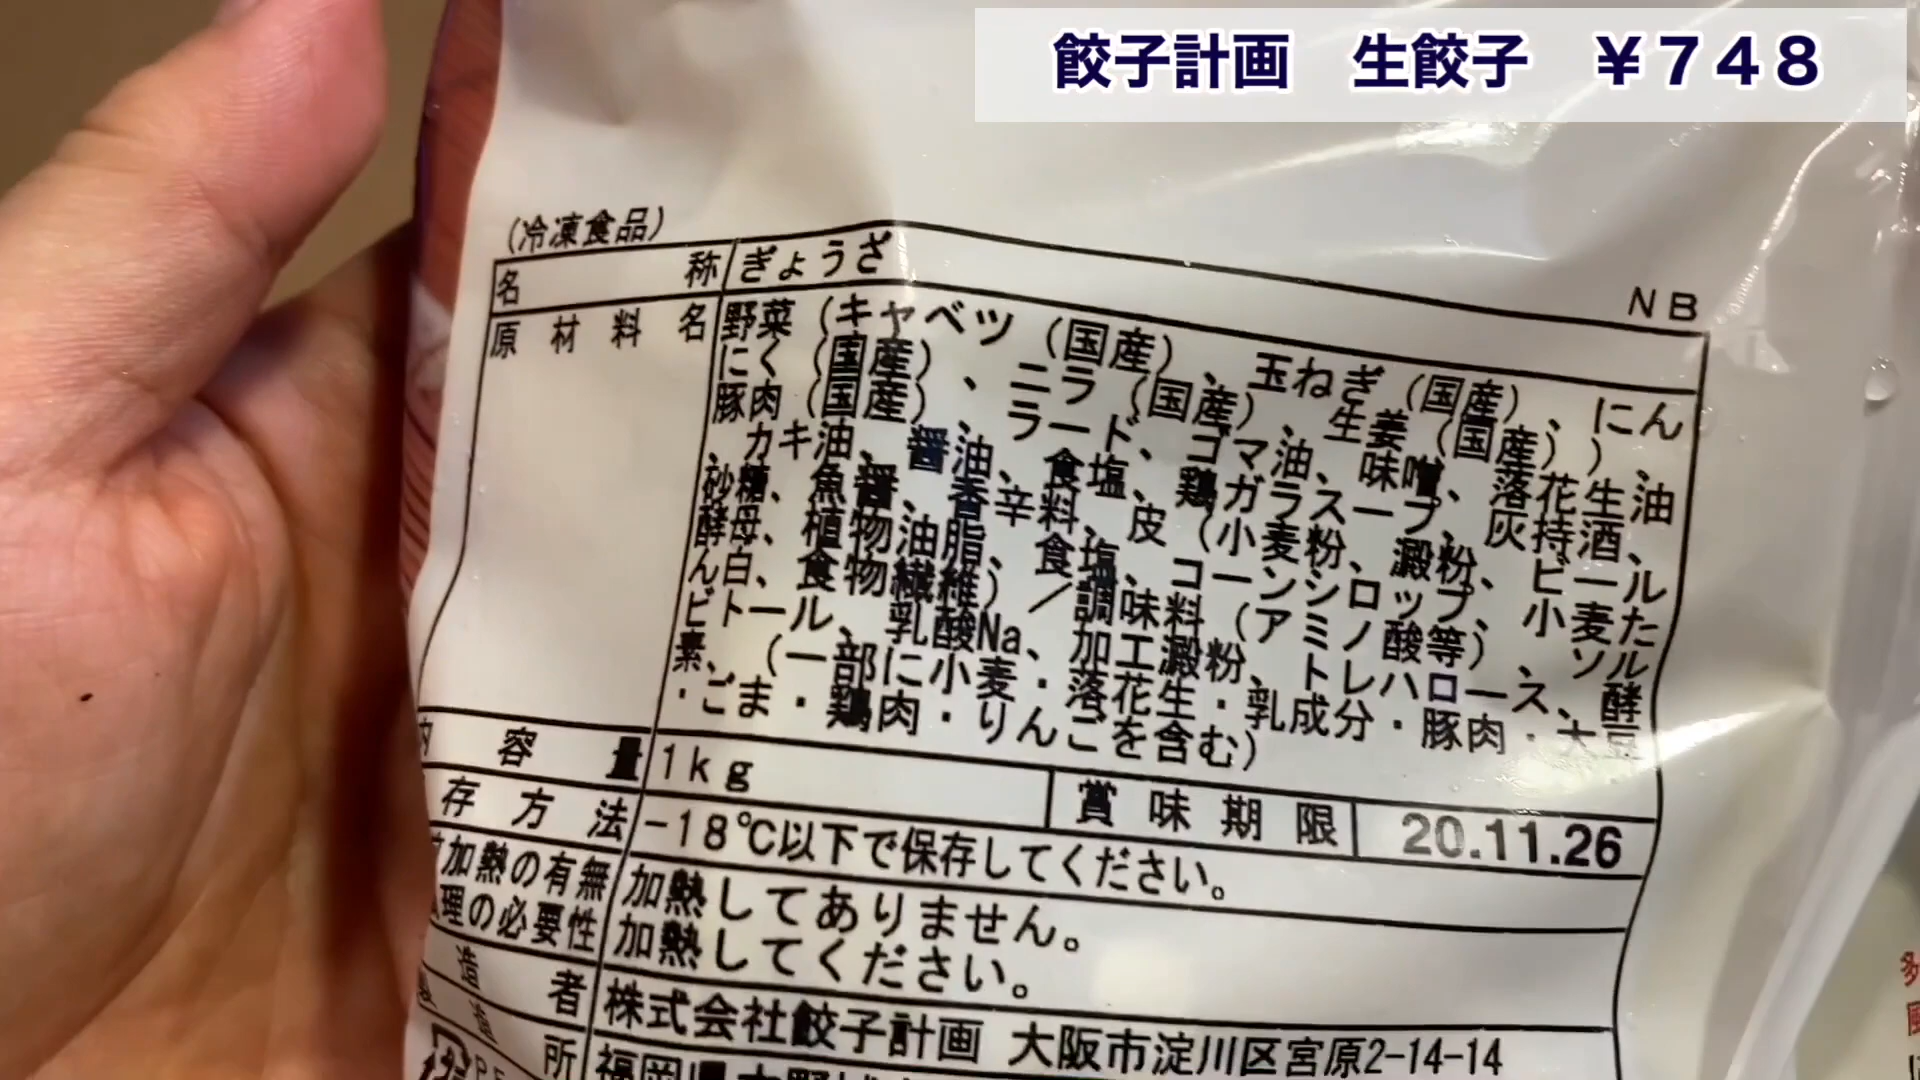 餃子計画 生餃子 ¥748
(冷凍食品)
NB
名称 ぎょうざ
原材料名 野菜(キャベツ(国産)、玉ねぎ(国産)、にん
にく(国産)、ニラ(国産)、生姜(国産))、
豚肉(国産)、ラード、ゴマ油、味噌、落花生油
、カキ油、醤油、食塩、鶏ガラスープ、灰持酒、
砂糖、魚醤、香辛料、皮(小麦粉、澱粉、ビール
酵母、植物油脂、食塩、コーンシロップ、小麦た
ん白、食物繊維)/調味料(アミノ酸等)、ソル
ビトール、乳酸Na、加工澱粉、トレハロース、酵
素、(一部に小麦・落花生・乳成分・豚肉・大豆
・ごま・鶏肉・りんごを含む)
内容量 1kg 賞味期限 20.11.26
存方法 -18℃以下で保存してください。
加熱の有無 加熱してありません。
理の必要性 加熱してください。
造者 株式会社餃子計画 大阪市淀川区宮原2-14-14
所 福岡県大野城